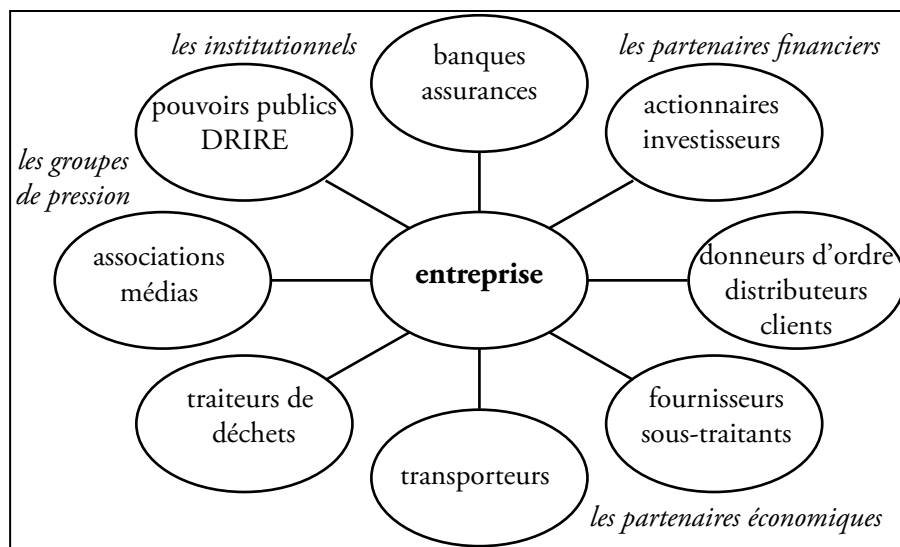 les institutionnels
banques
assurances
les partenaires financiers
pouvoirs publics
DRIRE
actionnaires
investisseurs
les groupes
de pression
associations
médias
entreprise
donneurs d'ordre
distributeurs
clients
traiteurs de
déchets
transporteurs
fournisseurs
sous-traitants
les partenaires économiques